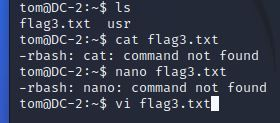 tom@DC-2:~$ ls
flag3.txt  usr
tom@DC-2:~$ cat flag3.txt
-rbash: cat: command not found
tom@DC-2:~$ nano flag3.txt
-rbash: nano: command not found
tom@DC-2:~$ vi flag3.txt